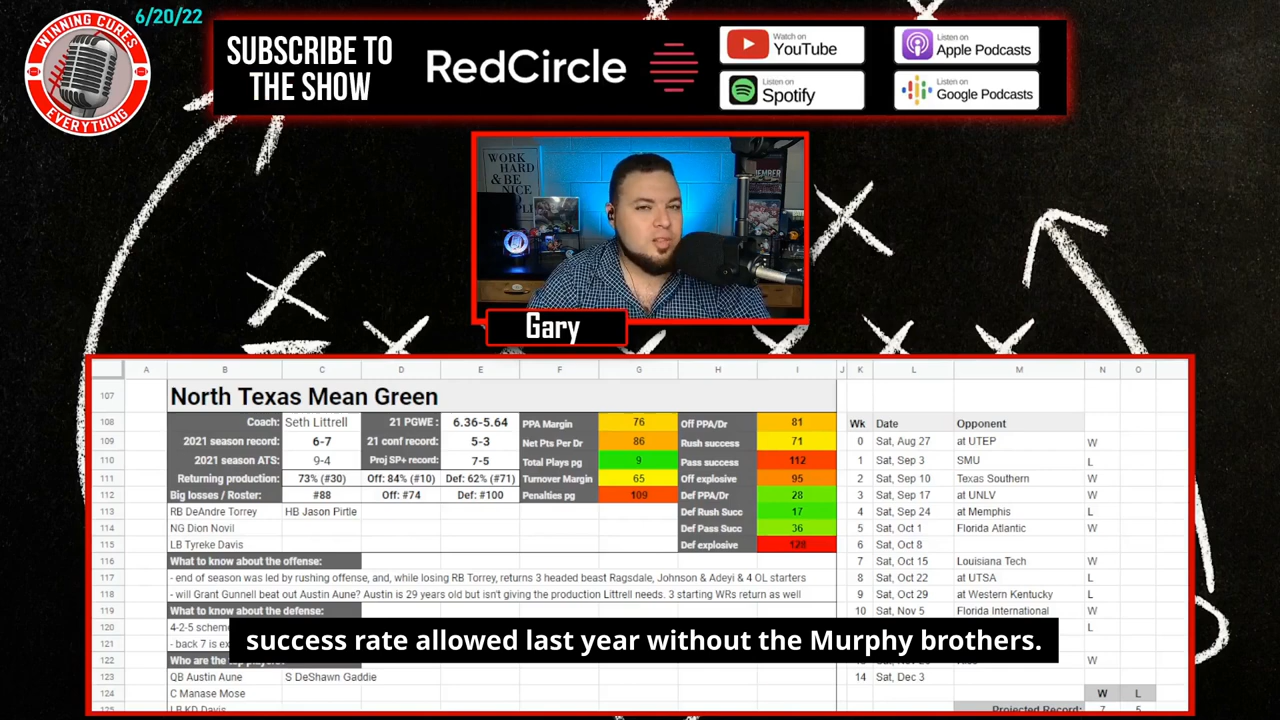 6/20/22
WINNING CURES
EVERYTHING
SUBSCRIBE TO
THE SHOW
RedCircle
Watch on
YouTube
Listen on
Spotify
Listen on
Apple Podcasts
Listen on
Google Podcasts
WORK
HARD
& BE
NICE
Gary
A B C D E F G H I J K L M N O
107 North Texas Mean Green
108 Coach: Seth Littrell 21 PGWE : 6.36-5.64 PPA Margin 76 Off PPA/Dr 81 Wk Date Opponent
109 2021 season record: 6-7 21 conf record: 5-3 Net Pts Per Dr 86 Rush success 71 0 Sat, Aug 27 at UTEP W
110 2021 season ATS: 9-4 Proj SP+ record: 7-5 Total Plays pg 9 Pass success 112 1 Sat, Sep 3 SMU L
111 Returning production: 73% (#30) Off: 84% (#10) Def: 62% (#71) Turnover Margin 65 Off explosive 95 2 Sat, Sep 10 Texas Southern W
112 Big losses / Roster: #88 Off: #74 Def: #100 Penalties pg 109 Def PPA/Dr 28 3 Sat, Sep 17 at UNLV W
113 RB DeAndre Torrey HB Jason Pirtle Def Rush Succ 17 4 Sat, Sep 24 at Memphis L
114 NG Dion Novil Def Pass Succ 36 5 Sat, Oct 1 Florida Atlantic W
115 LB Tyreke Davis Def explosive 128 6 Sat, Oct 8
116 What to know about the offense: 7 Sat, Oct 15 Louisiana Tech W
117 - end of season was led by rushing offense, and, while losing RB Torrey, returns 3 headed beast Ragsdale, Johnson & Adeyi & 4 OL starters 8 Sat, Oct 22 at UTSA L
118 - will Grant Gunnell beat out Austin Aune? Austin is 29 years old but isn't giving the production Littrell needs. 3 starting WRs return as well 9 Sat, Oct 29 at Western Kentucky L
119 What to know about the defense: 10 Sat, Nov 5 Florida International W
120 4-2-5 schem L
121 - back 7 is ex
success rate allowed last year without the Murphy brothers.
122 Who are the top players? W
123 QB Austin Aune S DeShawn Gaddie 14 Sat, Dec 3
124 C Manase Mose W L
125 LB KD Davis Projected Record: 7 5